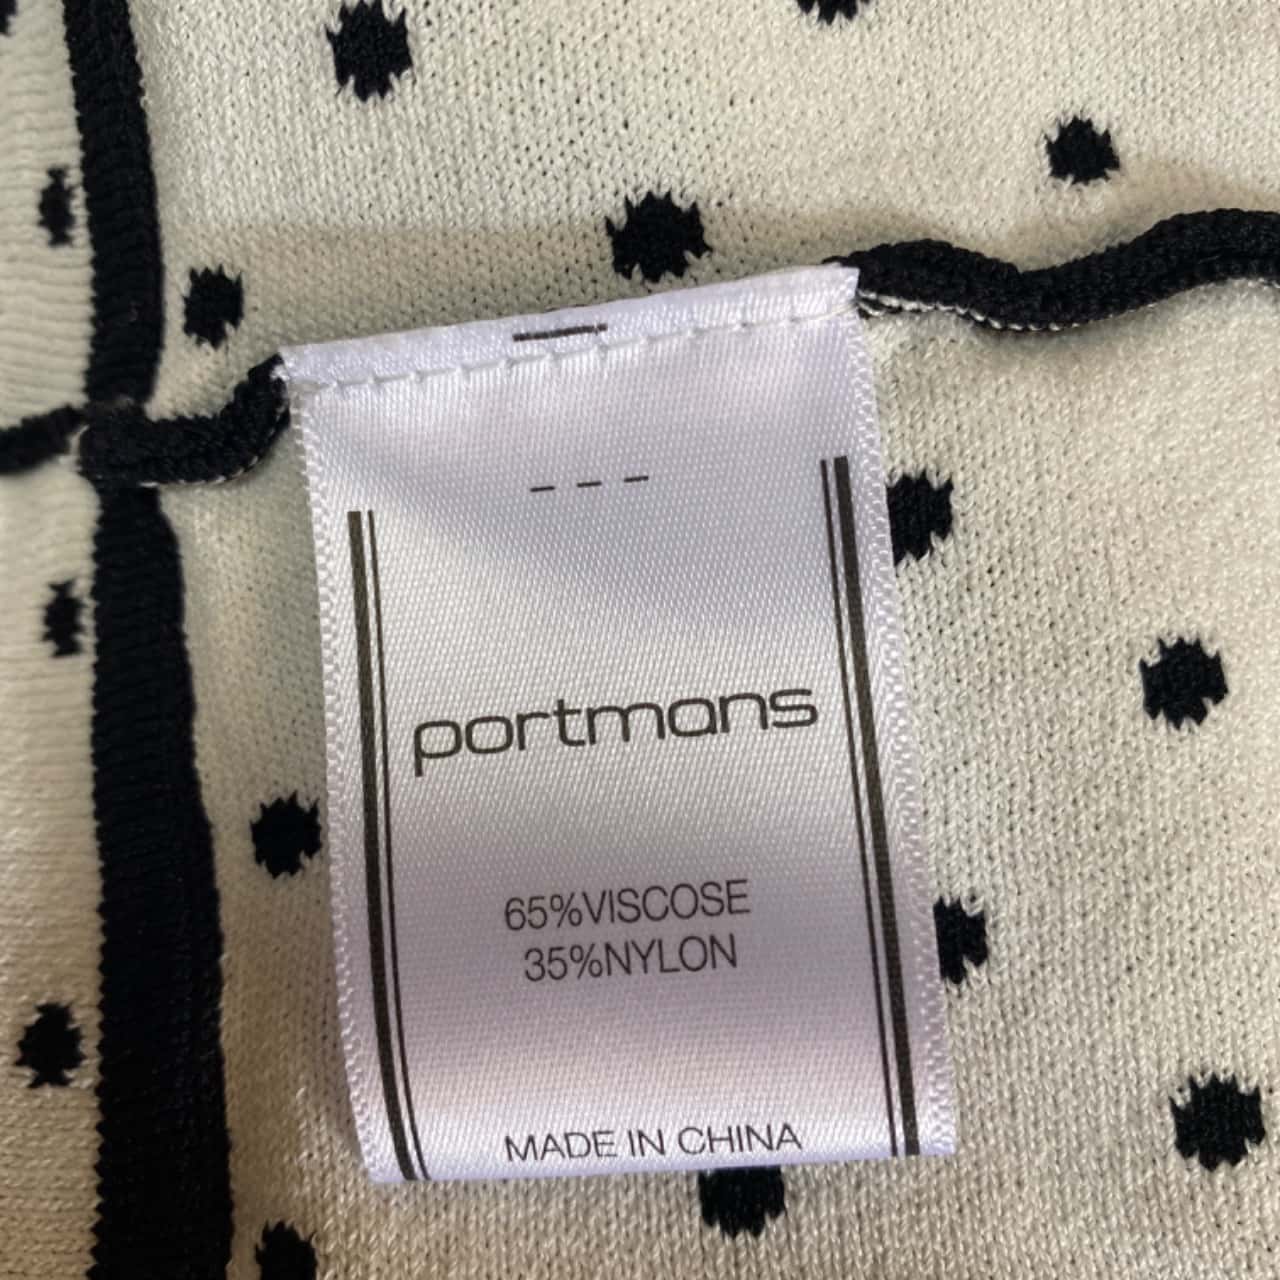 portmans
65%VISCOSE
35%NYLON
MADE IN CHINA